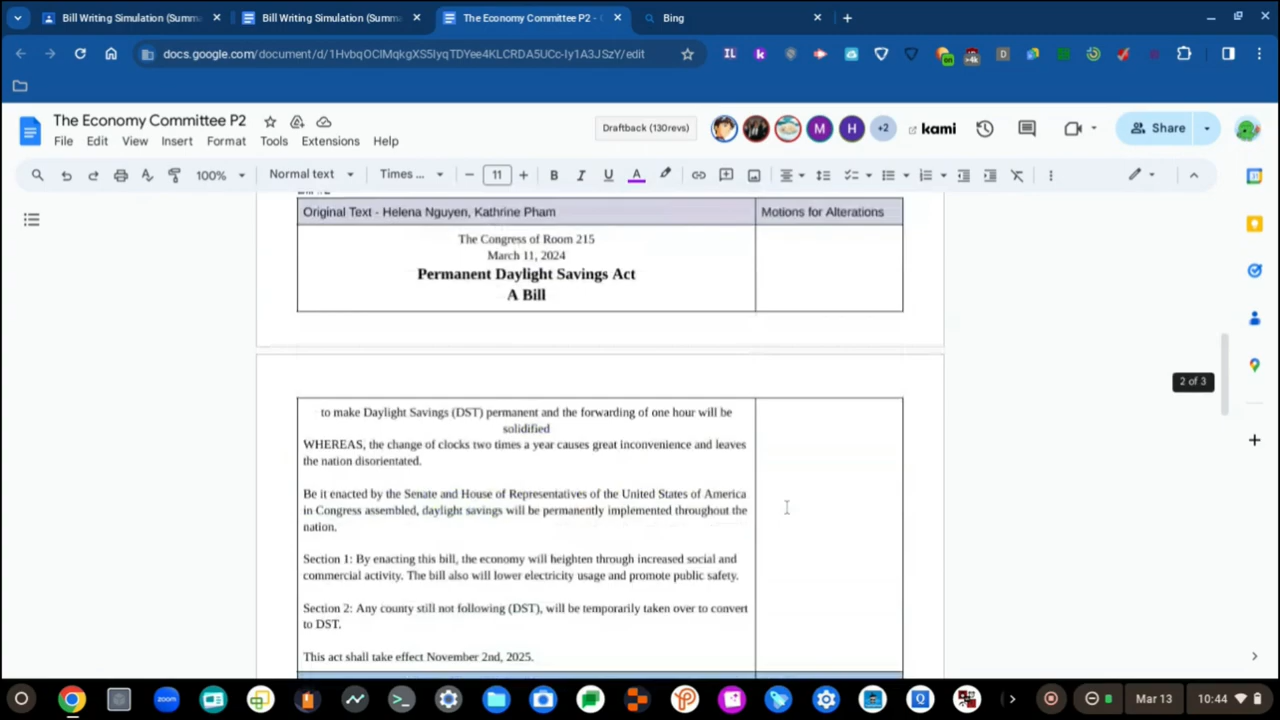 Bill Writing Simulation (Summ
Bill Writing Simulation (Summ
The Economy Committee P2 -
Bing
docs.google.com/document/d/1HvbqOClMqkgXS5IyqTDYee4KLCRDA5UCc-Iy1A3JSzY/edit
The Economy Committee P2
File Edit View Insert Format Tools Extensions Help
Draftback (130revs)
M H +2
kami
Share
100% Normal text Times ... 11 B I U A
Original Text - Helena Nguyen, Kathrine Pham
Motions for Alterations
The Congress of Room 215
March 11, 2024
Permanent Daylight Savings Act
A Bill
2 of 3
to make Daylight Savings (DST) permanent and the forwarding of one hour will be
solidified
WHEREAS, the change of clocks two times a year causes great inconvenience and leaves
the nation disorientated.
Be it enacted by the Senate and House of Representatives of the United States of America
in Congress assembled, daylight savings will be permanently implemented throughout the
nation.
Section 1: By enacting this bill, the economy will heighten through increased social and
commercial activity. The bill also will lower electricity usage and promote public safety.
Section 2: Any county still not following (DST), will be temporarily taken over to convert
to DST.
This act shall take effect November 2nd, 2025.
zoom
Mar 13
10:44